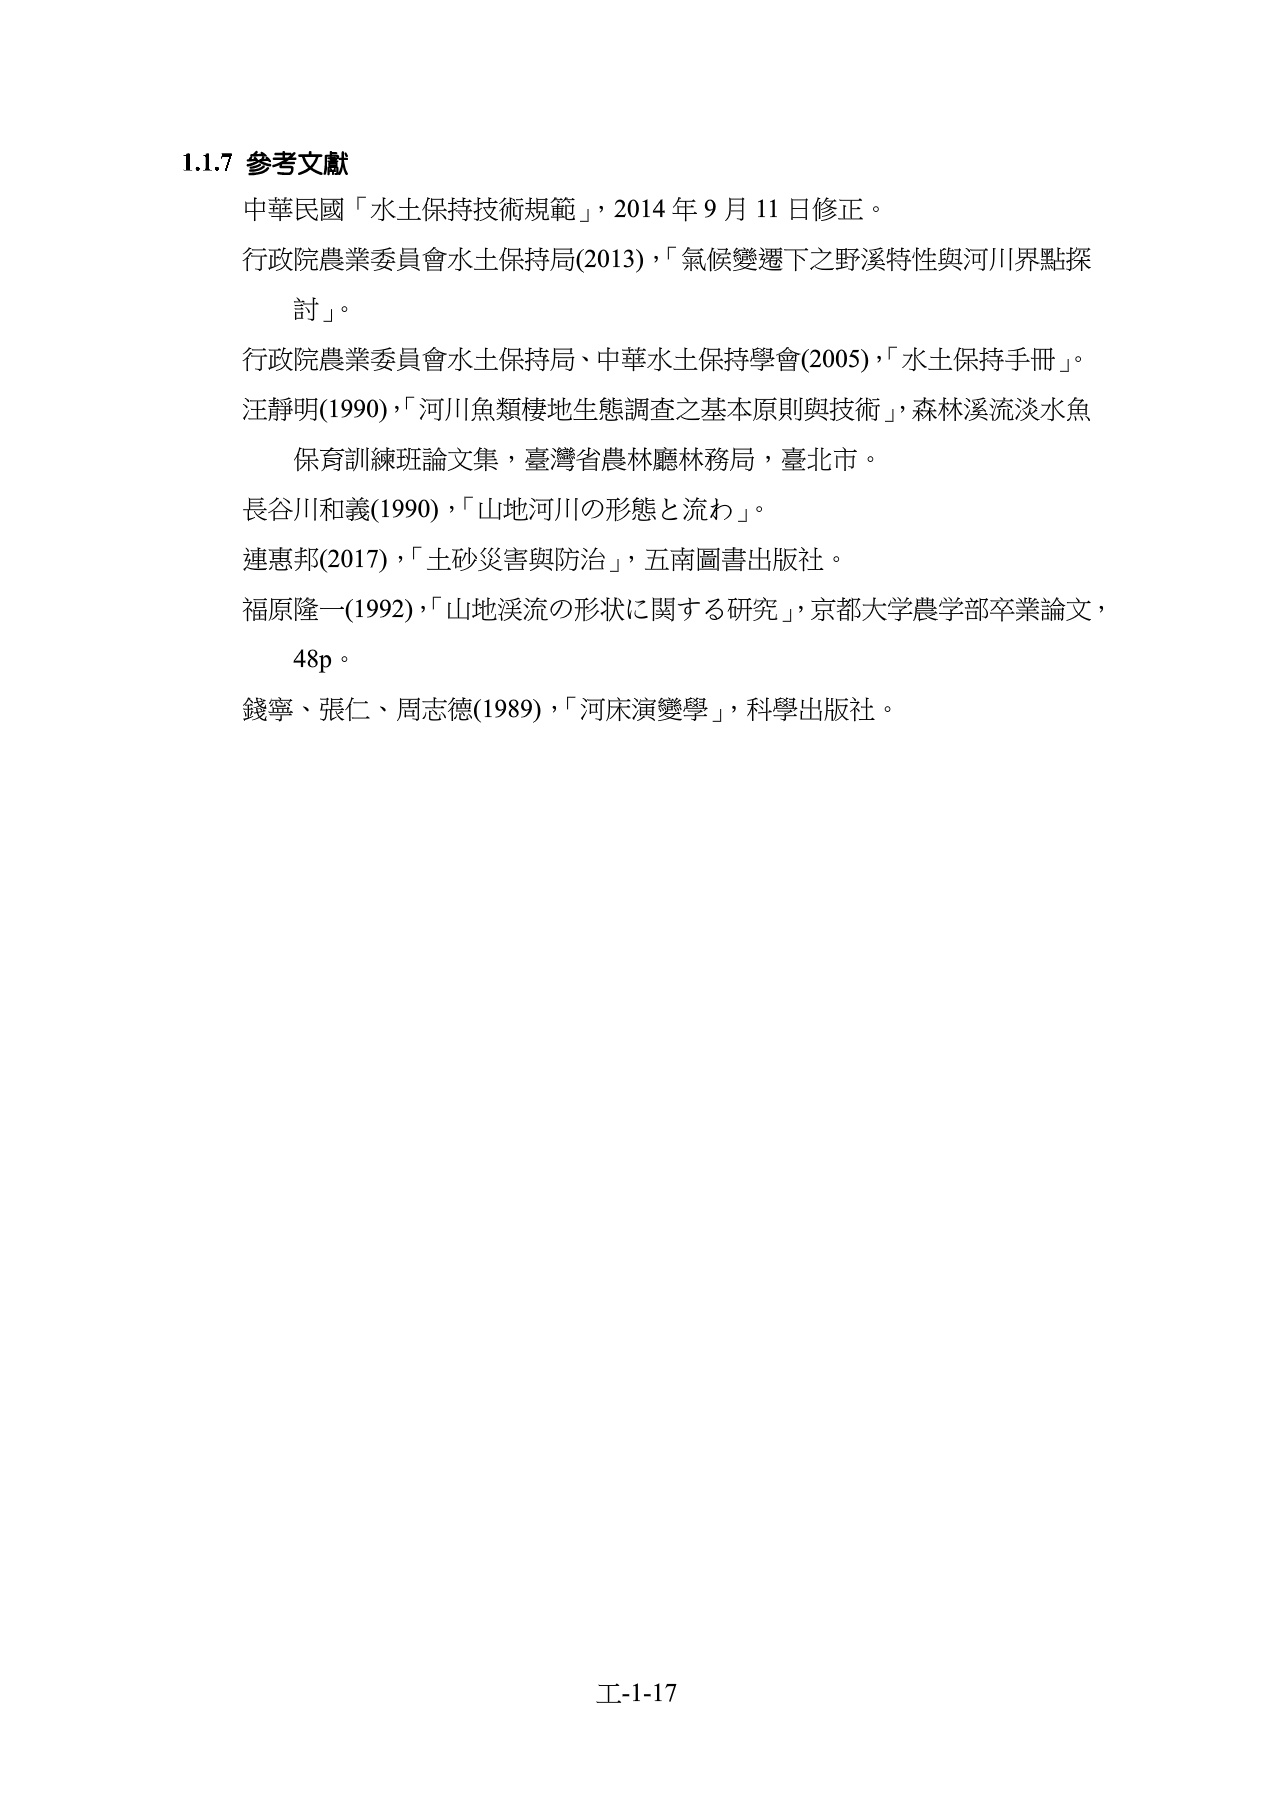 1.1.7 參考文獻
中華民國「水土保持技術規範」，2014 年 9 月 11 日修正。
行政院農業委員會水土保持局(2013)，「氣候變遷下之野溪特性與河川界點探
討」。
行政院農業委員會水土保持局、中華水土保持學會(2005)，「水土保持手冊」。
汪靜明(1990)，「河川魚類棲地生態調查之基本原則與技術」，森林溪流淡水魚
保育訓練班論文集，臺灣省農林廳林務局，臺北市。
長谷川和義(1990)，「山地河川の形態と流わ」。
連惠邦(2017)，「土砂災害與防治」，五南圖書出版社。
福原隆一(1992)，「山地渓流の形状に関する研究」，京都大学農学部卒業論文，
48p。
錢寧、張仁、周志德(1989)，「河床演變學」，科學出版社。
工-1-17